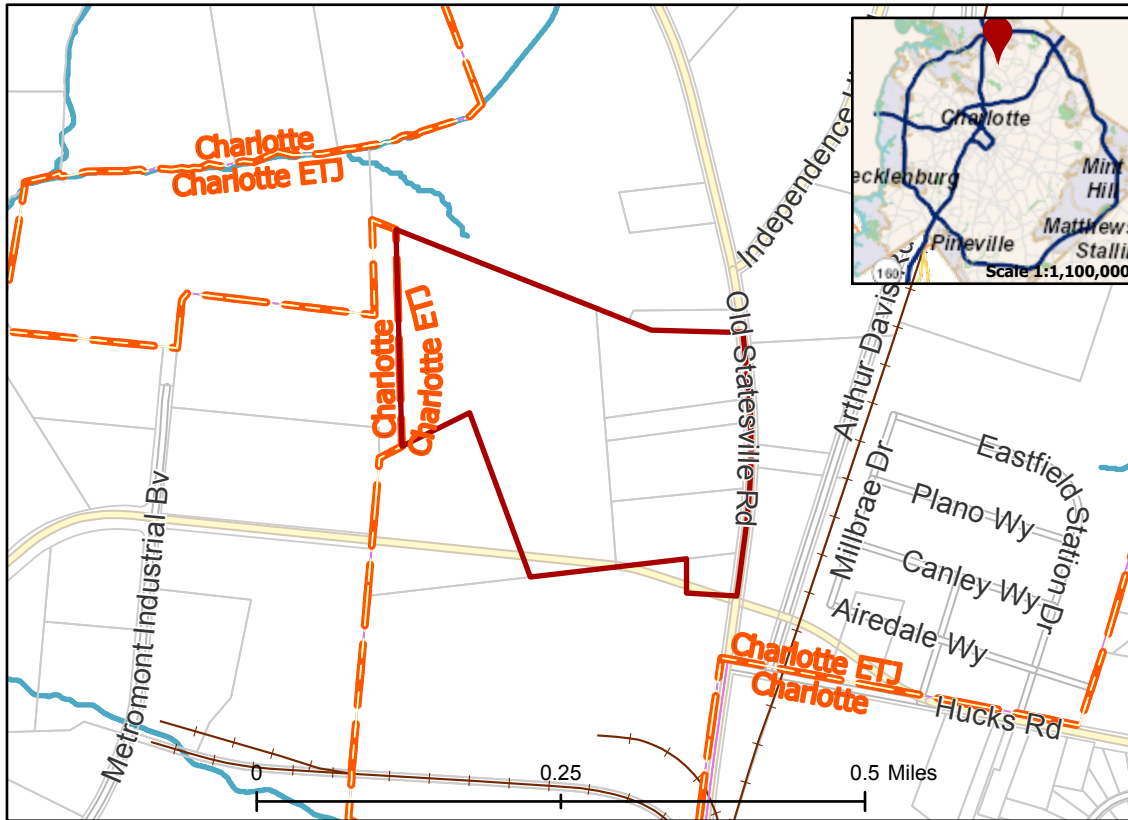 Charlotte
Charlotte ETJ
Charlotte
Charlotte ETJ
Old Statesville Rd
Arthur Davis Rd
Millbrae Dr
Eastfield Station Dr
Plano Wy
Canley Wy
Airedale Wy
Metromont Industrial Bv
Charlotte ETJ
Charlotte
Hucks Rd
0
0.25
0.5 Miles
Charlotte
ecklenburg
Mint
Hill
Matthews
Stalli
Pineville
160
Scale 1:1,100,000